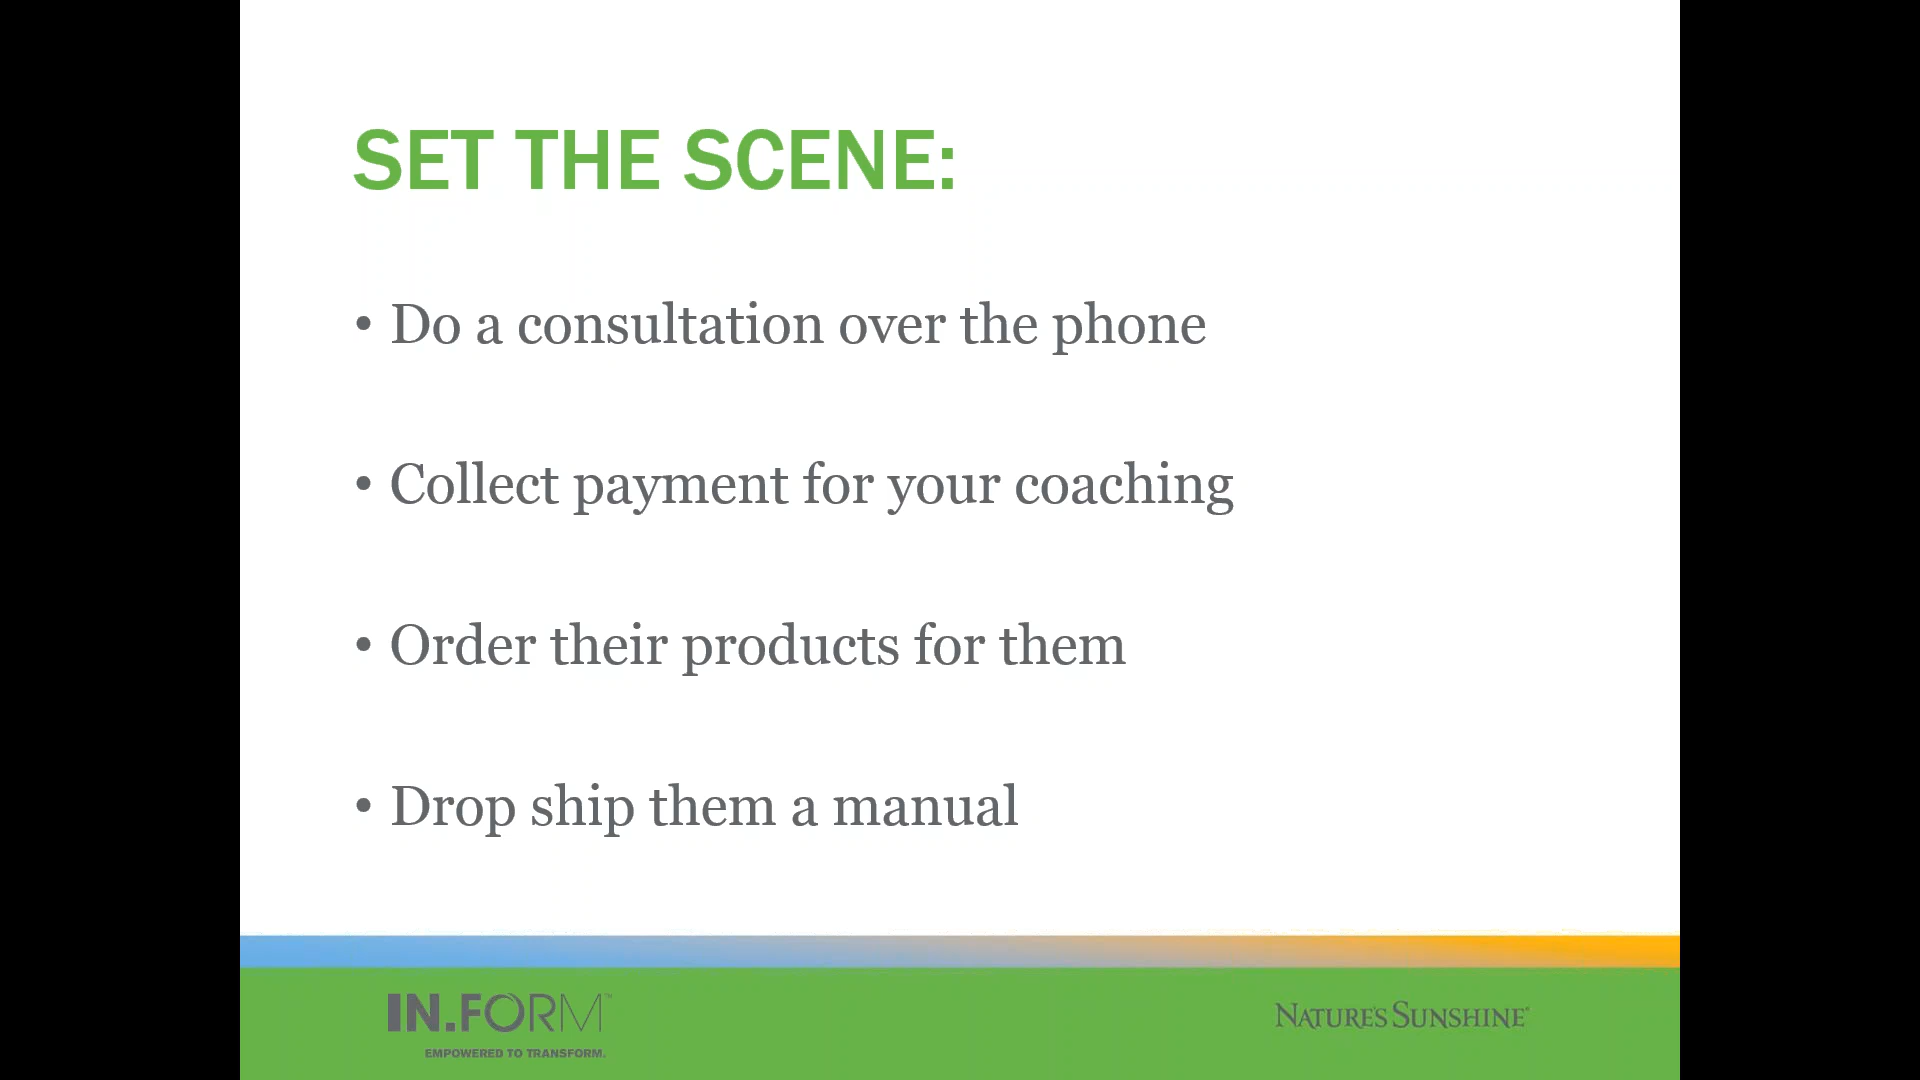 SET THE SCENE:
• Do a consultation over the phone
• Collect payment for your coaching
• Order their products for them
• Drop ship them a manual
IN.FORM™
EMPOWERED TO TRANSFORM.
NATURE'S SUNSHINE®